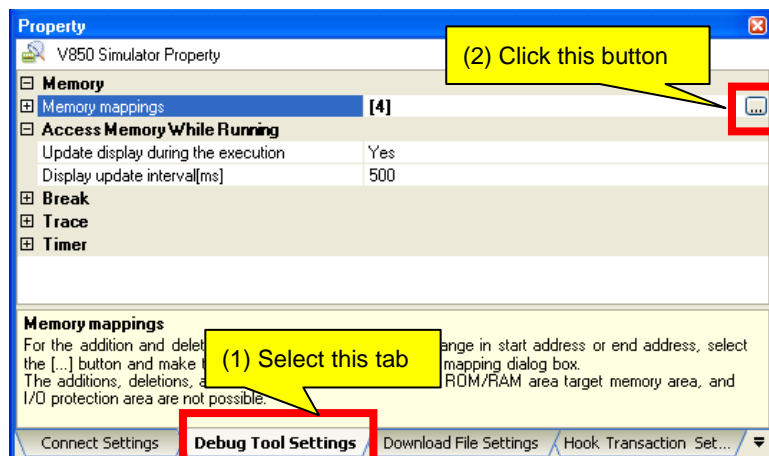 Property
V850 Simulator Property
(2) Click this button
Memory
Memory mappings [4]
...
Access Memory While Running
Update display during the execution Yes
Display update interval[ms] 500
Break
Trace
Timer
Memory mappings
For the addition and ange in start address or end address, select
the [...] button and make mapping dialog box.
The additions, deletions, ROM/RAM area target memory area, and
I/O protection area are not possible.
(1) Select this tab
Connect Settings Debug Tool Settings Download File Settings Hook Transaction Set...